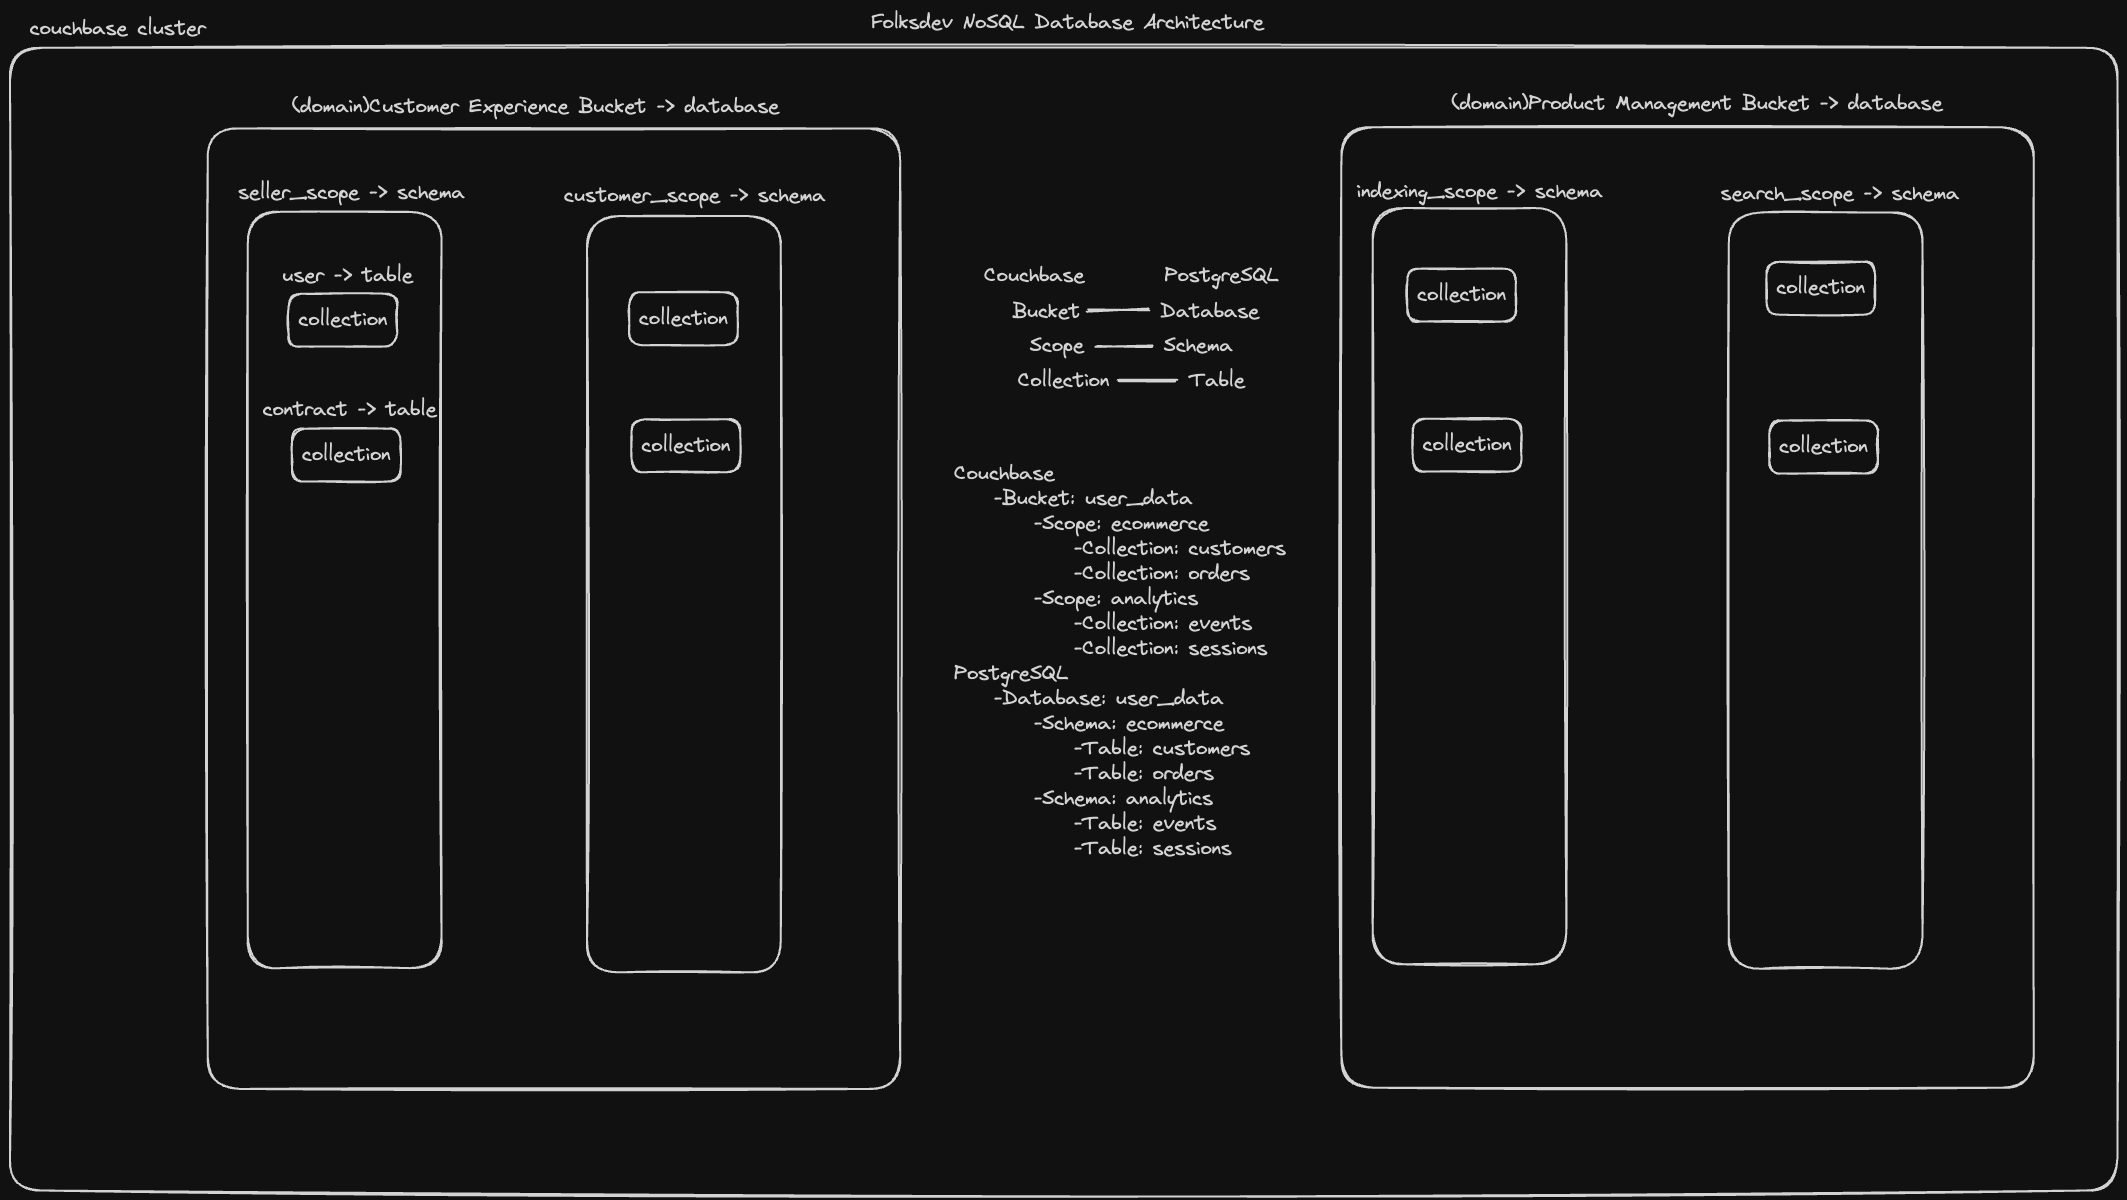 couchbase cluster
Folksdev NoSQL Database Architecture
(domain)Customer Experience Bucket -> database
seller_scope -> schema
user -> table
collection
contract -> table
collection
customer_scope -> schema
collection
collection
Couchbase PostgreSQL
Bucket Database
Scope Schema
Collection Table
Couchbase
-Bucket: user_data
-Scope: ecommerce
-Collection: customers
-Collection: orders
-Scope: analytics
-Collection: events
-Collection: sessions
PostgreSQL
-Database: user_data
-Schema: ecommerce
-Table: customers
-Table: orders
-Schema: analytics
-Table: events
-Table: sessions
(domain)Product Management Bucket -> database
indexing_scope -> schema
collection
collection
search_scope -> schema
collection
collection